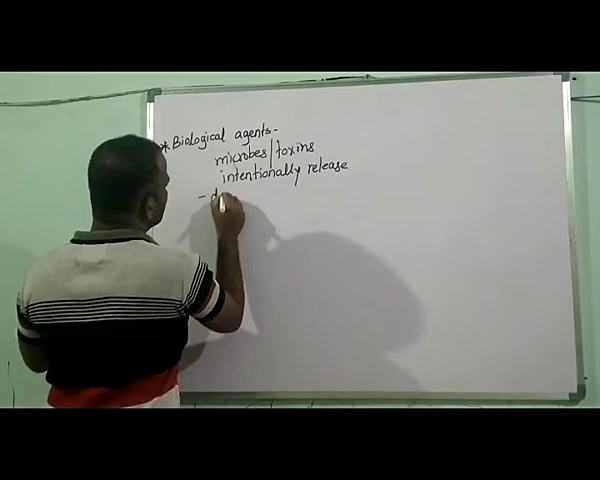 * Biological agents-
microbes | toxins
intentionally release
- d